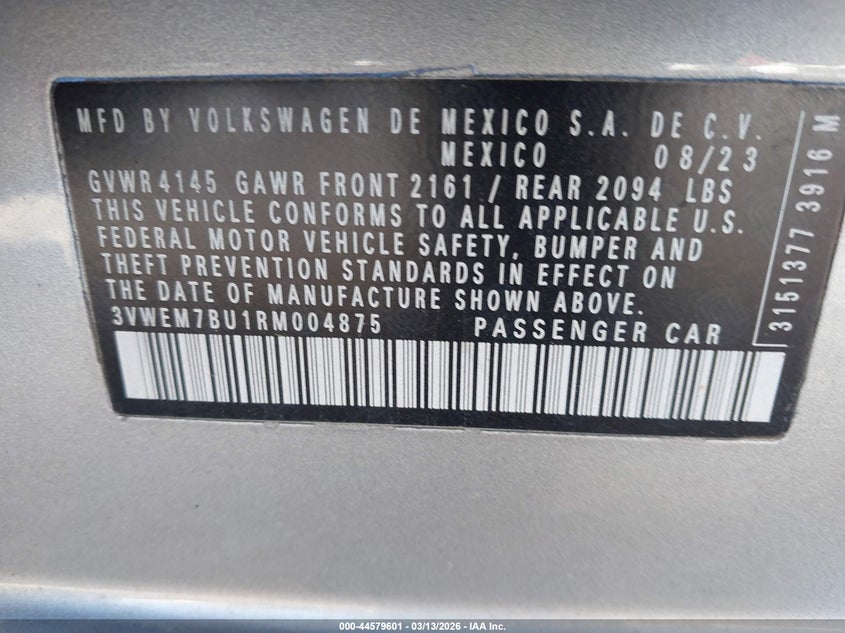 MFD BY VOLKSWAGEN DE MEXICO S.A. DE C.V.
MEXICO 08/23
GVWR 4145 GAWR FRONT 2161 / REAR 2094 LBS
THIS VEHICLE CONFORMS TO ALL APPLICABLE U.S.
FEDERAL MOTOR VEHICLE SAFETY, BUMPER AND
THEFT PREVENTION STANDARDS IN EFFECT ON
THE DATE OF MANUFACTURE SHOWN ABOVE.
3VWEM7BU1RM004875 PASSENGER CAR
3151377 3916 M
000-44579601 | 03/13/2026 | IAA Inc.